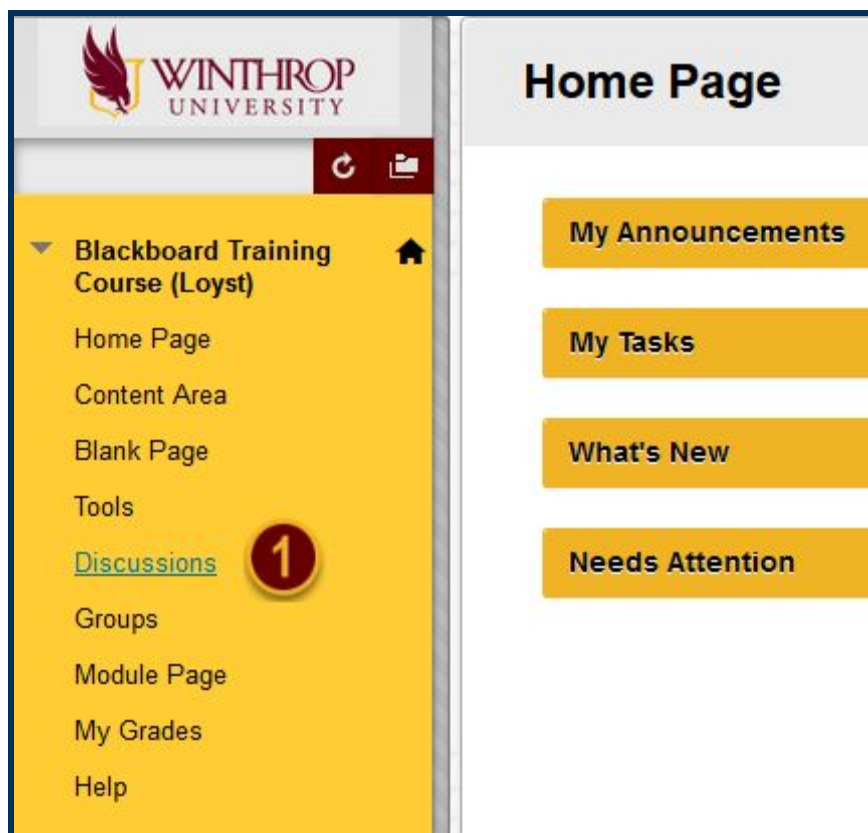 WINTHROP
UNIVERSITY
Blackboard Training
Course (Loyst)
Home Page
Content Area
Blank Page
Tools
Discussions
1
Groups
Module Page
My Grades
Help
Home Page
My Announcements
My Tasks
What's New
Needs Attention